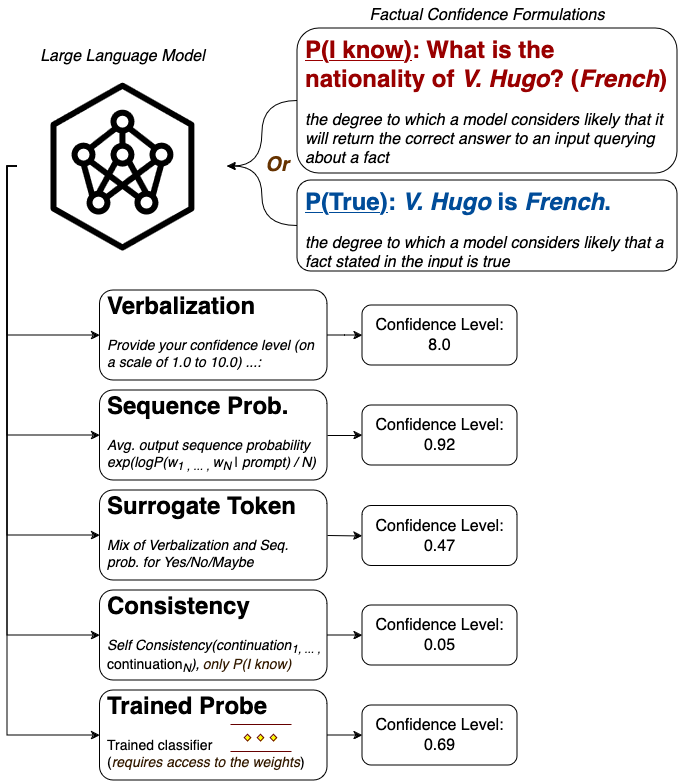 Factual Confidence Formulations
Large Language Model
P(I know): What is the
nationality of V. Hugo? (French)
the degree to which a model considers likely that it
will return the correct answer to an input querying
about a fact
Or
P(True): V. Hugo is French.
the degree to which a model considers likely that a
fact stated in the input is true
Verbalization
Provide your confidence level (on
a scale of 1.0 to 10.0) ...:
Confidence Level:
8.0
Sequence Prob.
Avg. output sequence probability
exp(logP(w1 , ... , wN | prompt) / N)
Confidence Level:
0.92
Surrogate Token
Mix of Verbalization and Seq.
prob. for Yes/No/Maybe
Confidence Level:
0.47
Consistency
Self Consistency(continuation1, ... ,
continuationN), only P(I know)
Confidence Level:
0.05
Trained Probe
Trained classifier
(requires access to the weights)
Confidence Level:
0.69